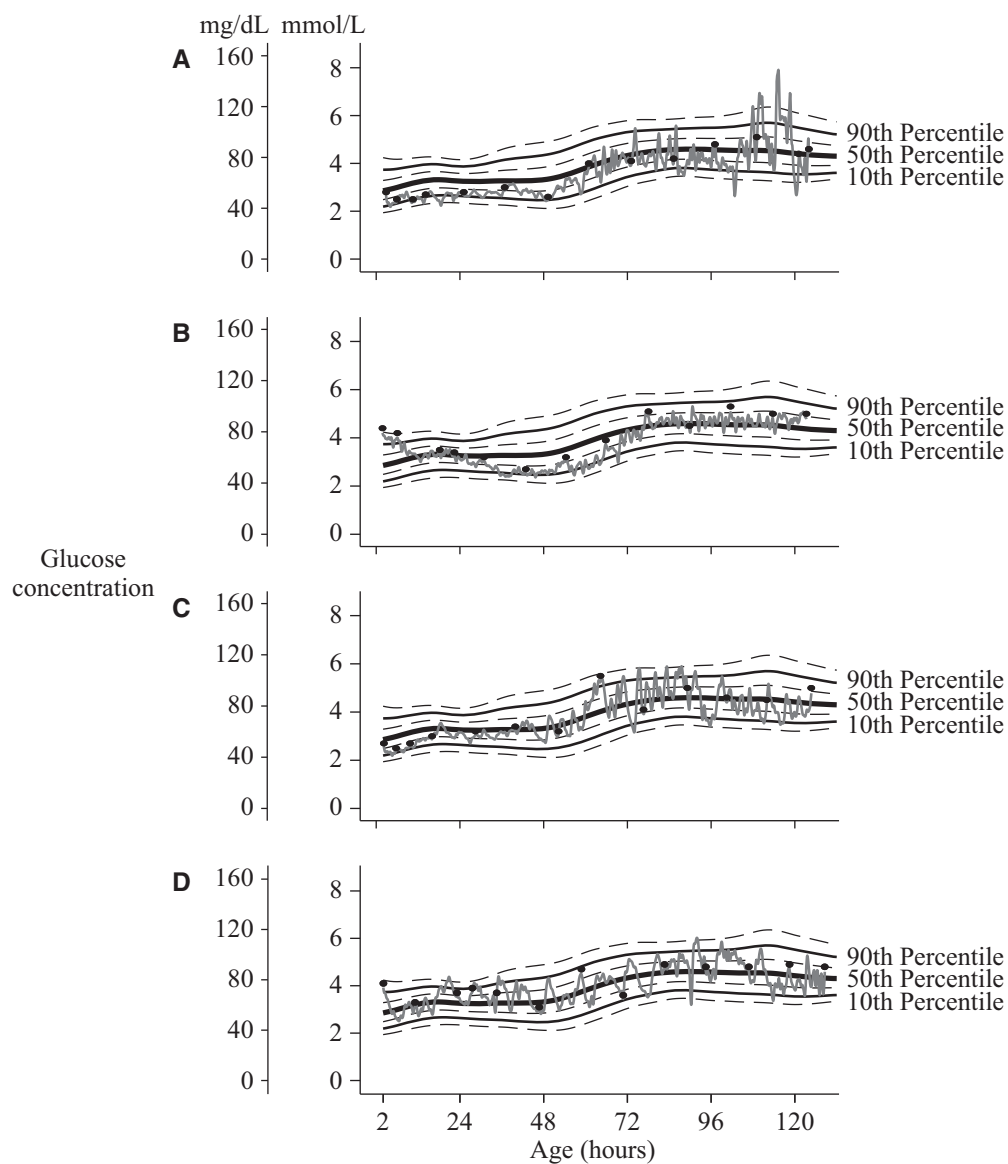 mg/dL mmol/L
A
160
120
80
40
0
8
6
4
2
0
90th Percentile
50th Percentile
10th Percentile
B
160
120
80
40
0
8
6
4
2
0
90th Percentile
50th Percentile
10th Percentile
Glucose
concentration
C
160
120
80
40
0
8
6
4
2
0
90th Percentile
50th Percentile
10th Percentile
D
160
120
80
40
0
8
6
4
2
0
90th Percentile
50th Percentile
10th Percentile
2 24 48 72 96 120
Age (hours)